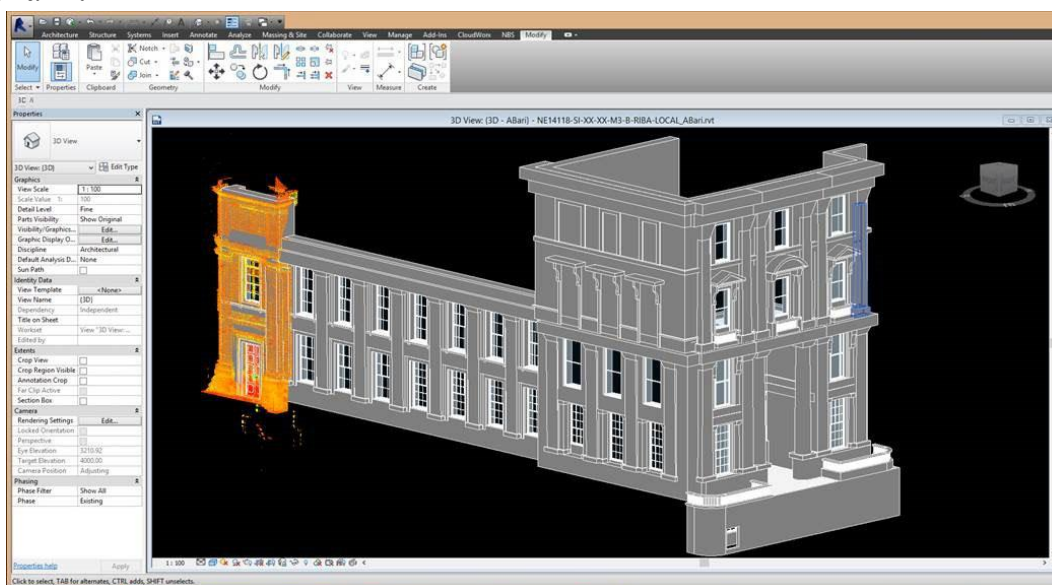 Architecture Structure Systems Insert Annotate Analyze Massing & Site Collaborate View Manage Add-Ins CloudWorx NBS Modify
Modify
Paste
Notch
Cut
Join
Select Properties Clipboard Geometry Modify View Measure Create
Properties
3D View: {3D - ABari} - NE14118-SI-XX-XX-M3-B-RIBA-LOCAL_ABari.rvt
3D View
3D View: {3D} Edit Type
Graphics
View Scale 1 : 100
Scale Value 1: 100
Detail Level Fine
Parts Visibility Show Original
Visibility/Graphics... Edit...
Graphic Display O... Edit...
Discipline Architectural
Default Analysis D... None
Sun Path
Identity Data
View Template <None>
View Name {3D}
Dependency Independent
Title on Sheet
Workset View "3D View: ...
Edited by
Extents
Crop View
Crop Region Visible
Annotation Crop
Far Clip Active
Section Box
Camera
Rendering Settings Edit...
Locked Orientation
Perspective
Eye Elevation 3210.92
Target Elevation 4000.00
Camera Position Adjusting
Phasing
Phase Filter Show All
Phase Existing
Properties help Apply
1 : 100
Click to select, TAB for alternates, CTRL adds, SHIFT unselects.